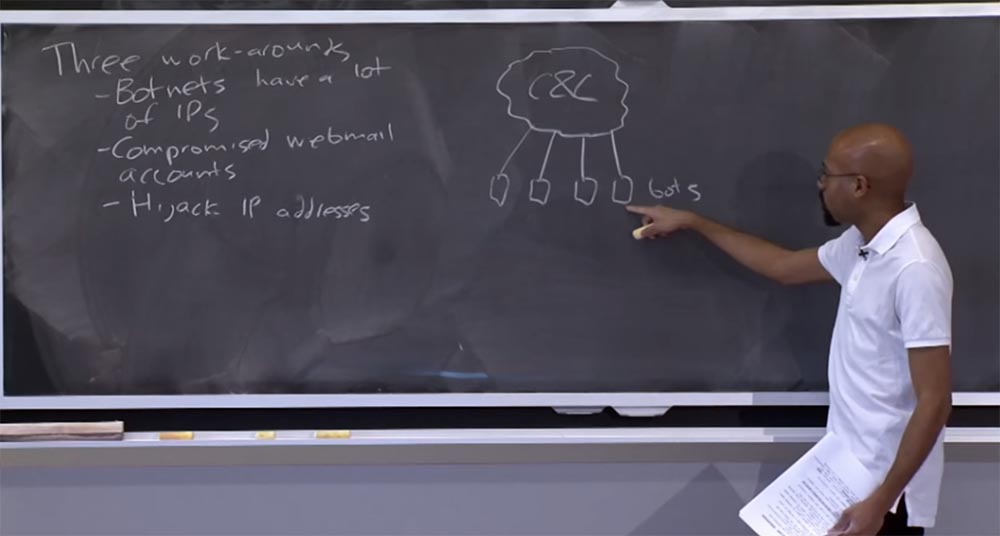 Three work-arounds
- Botnets have a lot
of IPs
- Compromised webmail
accounts
- Hijack IP addresses
C&C
bots